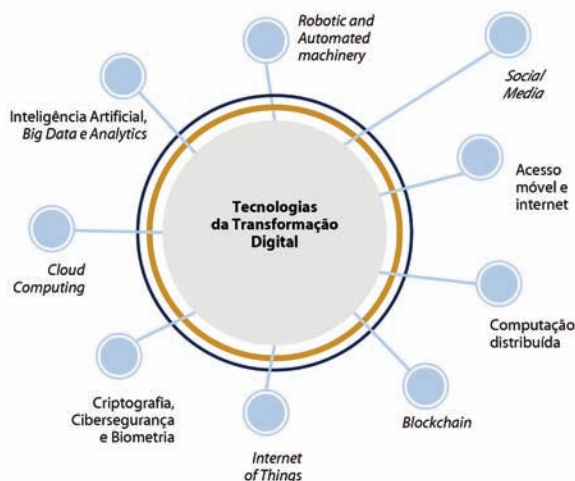 Robotic and
Automated
machinery
Social
Media
Inteligência Artificial,
Big Data e Analytics
Acesso
móvel e
internet
Tecnologias
da Transformação
Digital
Cloud
Computing
Computação
distribuída
Criptografia,
Cibersegurança
e Biometria
Blockchain
Internet
of Things